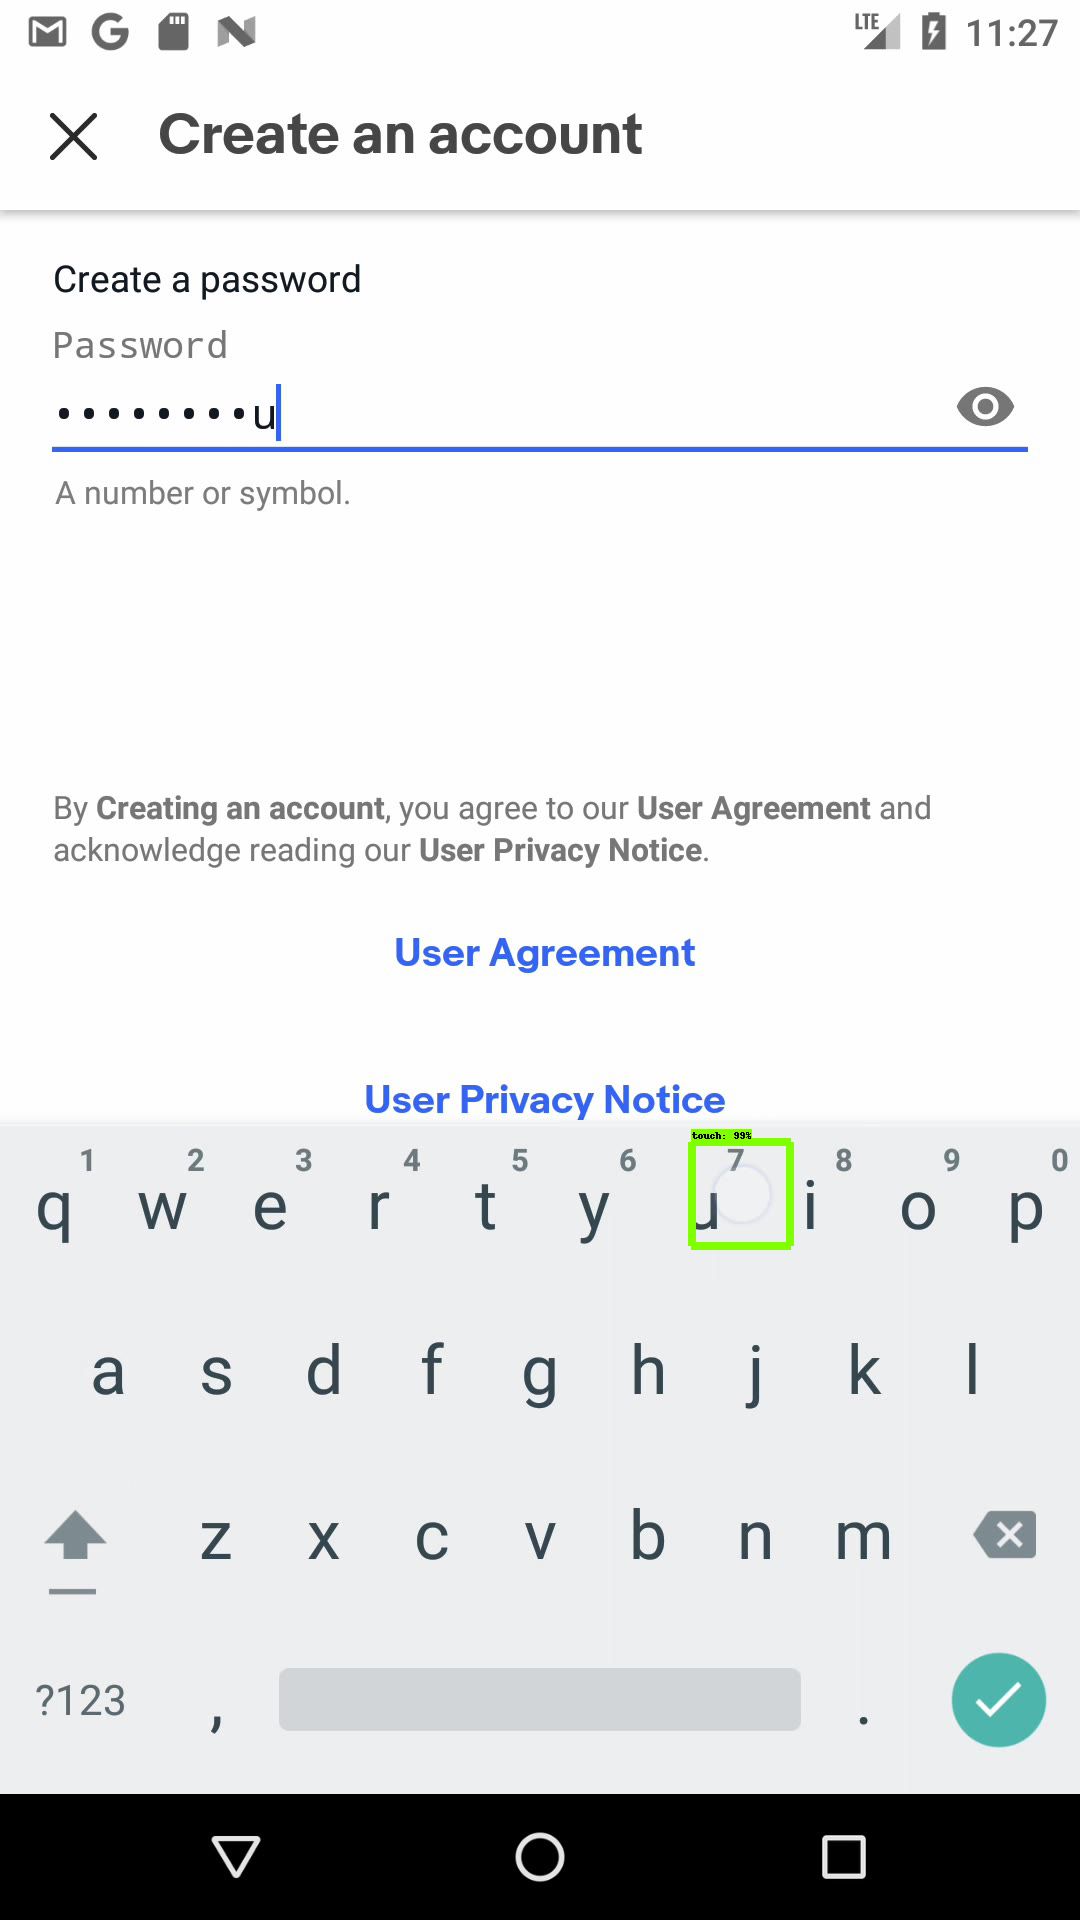 LTE 11:27
Create an account
Create a password
Password
••••••••u
A number or symbol.
By Creating an account, you agree to our User Agreement and
acknowledge reading our User Privacy Notice.
User Agreement
User Privacy Notice
touch: 99%
1 2 3 4 5 6 7 8 9 0
q w e r t y u i o p
a s d f g h j k l
z x c v b n m
?123 , .